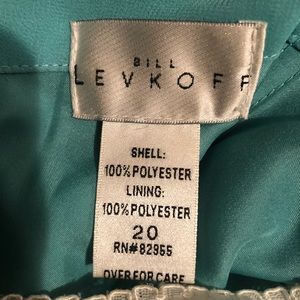 BILL
LEVKOFF
SHELL:
100% POLYESTER
LINING:
100% POLYESTER
20
RN#82955
OVER FOR CARE